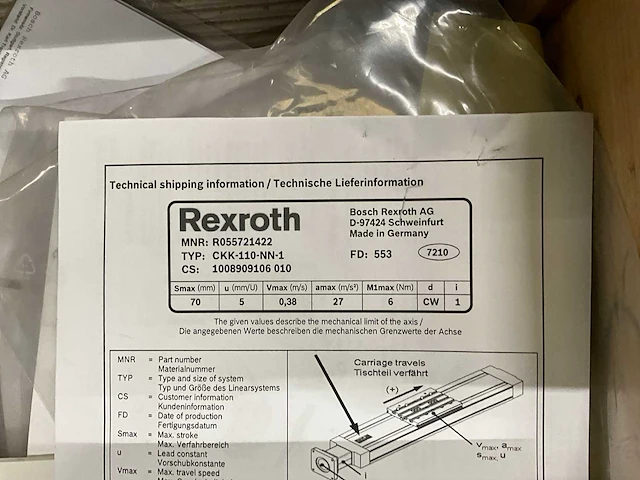 Bosch Rexroth AG
Technical shipping information / Technische Lieferinformation
Rexroth
Bosch Rexroth AG
D-97424 Schweinfurt
Made in Germany
MNR: R055721422
TYP: CKK-110-NN-1
FD: 553
7210
CS: 1008909106 010
Smax (mm) u (mm/U) Vmax (m/s) amax (m/s²) M1max (Nm) d i
70 5 0,38 27 6 CW 1
The given values describe the mechanical limit of the axis /
Die angegebenen Werte beschreiben die mechanischen Grenzwerte der Achse
MNR = Part number
Materialnummer
TYP = Type and size of system
Typ und Größe des Linearsystems
CS = Customer information
Kundeninformation
FD = Date of production
Fertigungsdatum
Smax = Max. stroke
Max. Verfahrbereich
u = Lead constant
Vorschubkonstante
Vmax = Max. travel speed
Carriage travels
Tischteil verfährt
(+)
vmax, amax
smax, u
i